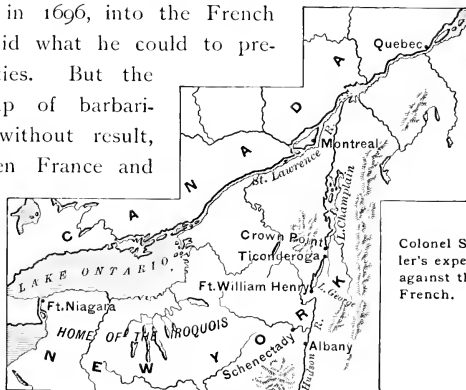 in 1696, into the French
id what he could to pre-
ties. But the
p of barbari-
without result,
en France and
Quebec
CANADA
Montreal
St. Lawrence R.
L. Champlain
Crown Point
Ticonderoga
LAKE ONTARIO.
Ft. William Henry
L. George
Ft. Niagara
HOME OF THE IROQUOIS
NEW YORK
Schenectady
Albany
Hudson R.
Colonel S
ler's expe
against th
French.